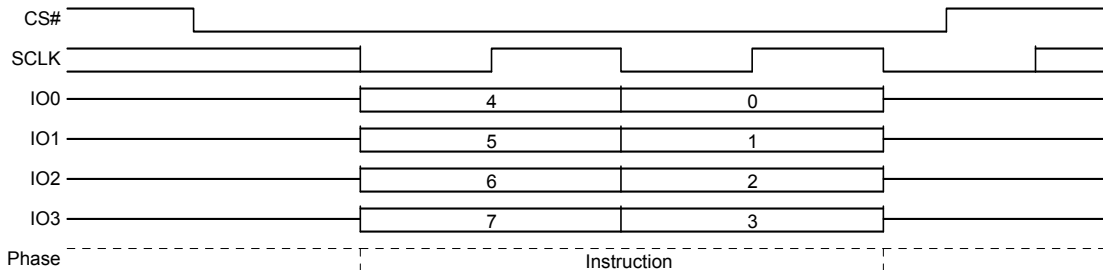 CS#
SCLK
IO0 4 0
IO1 5 1
IO2 6 2
IO3 7 3
Phase Instruction